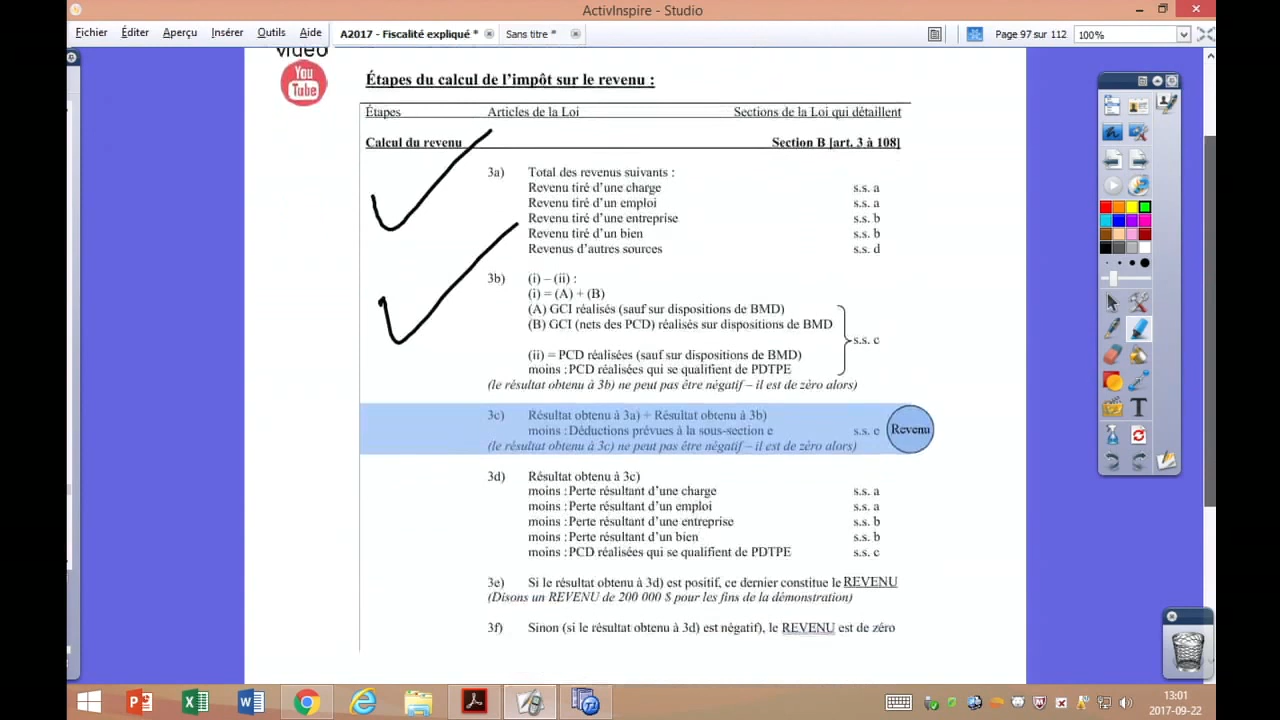 ActivInspire - Studio
Fichier Éditer Aperçu Insérer Outils Aide A2017 - Fiscalité expliqué * Sans titre * Page 97 sur 112 100%
video
You
Tube
Étapes du calcul de l'impôt sur le revenu :
Étapes Articles de la Loi Sections de la Loi qui détaillent
Calcul du revenu Section B [art. 3 à 108]
3a) Total des revenus suivants :
Revenu tiré d'une charge s.s. a
Revenu tiré d'un emploi s.s. a
Revenu tiré d'une entreprise s.s. b
Revenu tiré d'un bien s.s. b
Revenus d'autres sources s.s. d
3b) (i) – (ii) :
(i) = (A) + (B)
(A) GCI réalisés (sauf sur dispositions de BMD)
(B) GCI (nets des PCD) réalisés sur dispositions de BMD
s.s. c
(ii) = PCD réalisées (sauf sur dispositions de BMD)
moins : PCD réalisées qui se qualifient de PDTPE
(le résultat obtenu à 3b) ne peut pas être négatif – il est de zéro alors)
3c) Résultat obtenu à 3a) + Résultat obtenu à 3b)
moins : Déductions prévues à la sous-section e s.s. e Revenu
(le résultat obtenu à 3c) ne peut pas être négatif – il est de zéro alors)
3d) Résultat obtenu à 3c)
moins : Perte résultant d'une charge s.s. a
moins : Perte résultant d'un emploi s.s. a
moins : Perte résultant d'une entreprise s.s. b
moins : Perte résultant d'un bien s.s. b
moins : PCD réalisées qui se qualifient de PDTPE s.s. c
3e) Si le résultat obtenu à 3d) est positif, ce dernier constitue le REVENU
(Disons un REVENU de 200 000 $ pour les fins de la démonstration)
3f) Sinon (si le résultat obtenu à 3d) est négatif), le REVENU est de zéro
13:01
2017-09-22